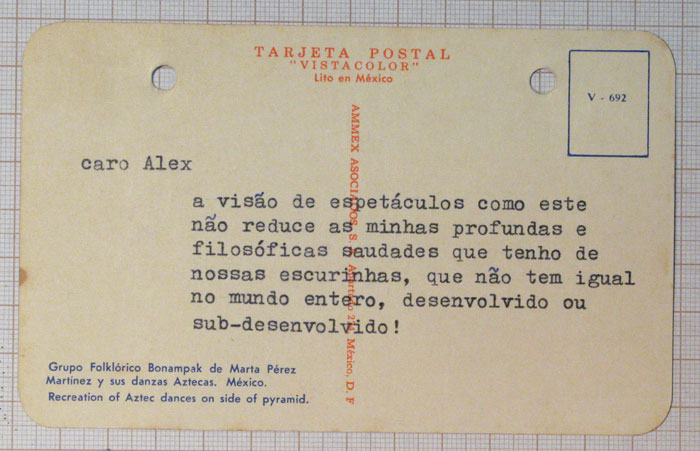 TARJETA POSTAL
"VISTACOLOR"
Lito en México
V - 692
AMMEX ASOCIADOS, S. A. Apartado México, D. F
caro Alex
a visão de espetáculos como este
não reduce as minhas profundas e
filosóficas saudades que tenho de
nossas escurinhas, que não tem igual
no mundo entero, desenvolvido ou
sub-desenvolvido!
Grupo Folklórico Bonampak de Marta Pérez
Martínez y sus danzas Aztecas. México.
Recreation of Aztec dances on side of pyramid.